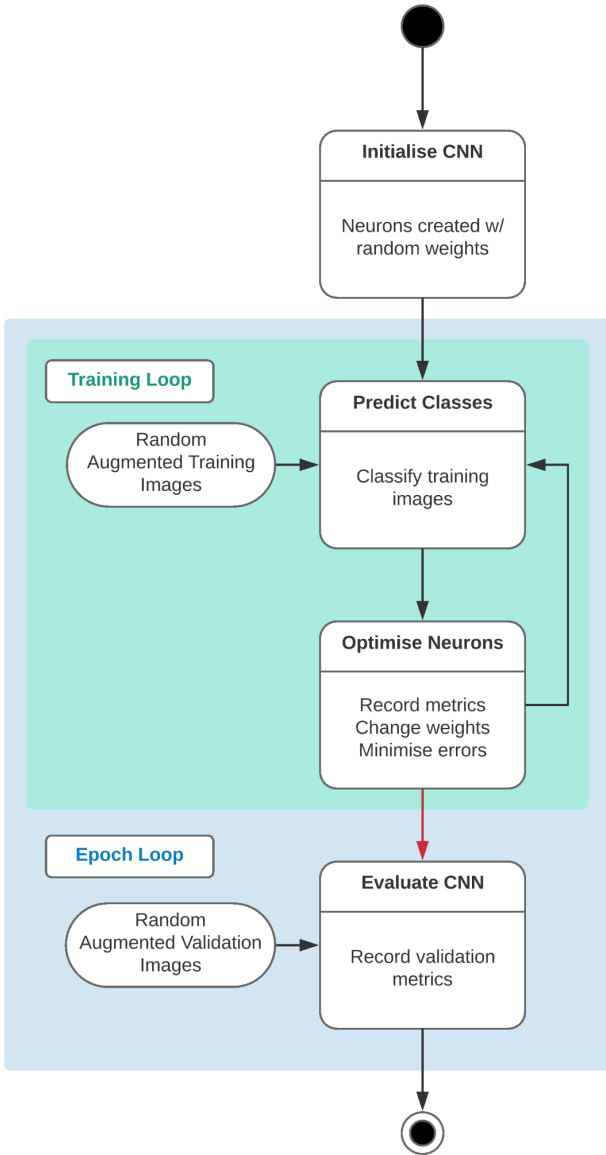 Initialise CNN
Neurons created w/
random weights
Training Loop
Predict Classes
Random
Augmented Training
Images
Classify training
images
Optimise Neurons
Record metrics
Change weights
Minimise errors
Epoch Loop
Evaluate CNN
Random
Augmented Validation
Images
Record validation
metrics